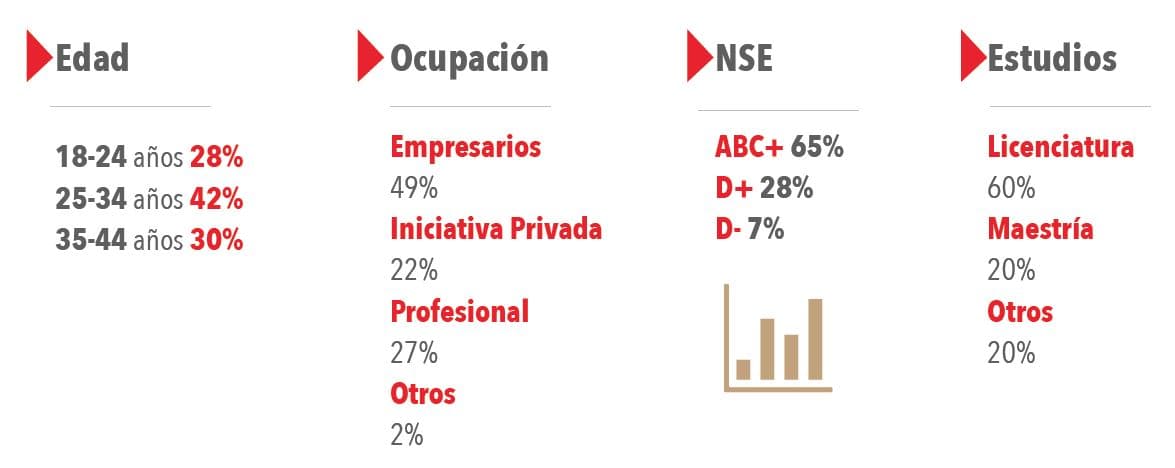 Edad
18-24 años 28%
25-34 años 42%
35-44 años 30%
Ocupación
Empresarios
49%
Iniciativa Privada
22%
Profesional
27%
Otros
2%
NSE
ABC+ 65%
D+ 28%
D- 7%
Estudios
Licenciatura
60%
Maestría
20%
Otros
20%